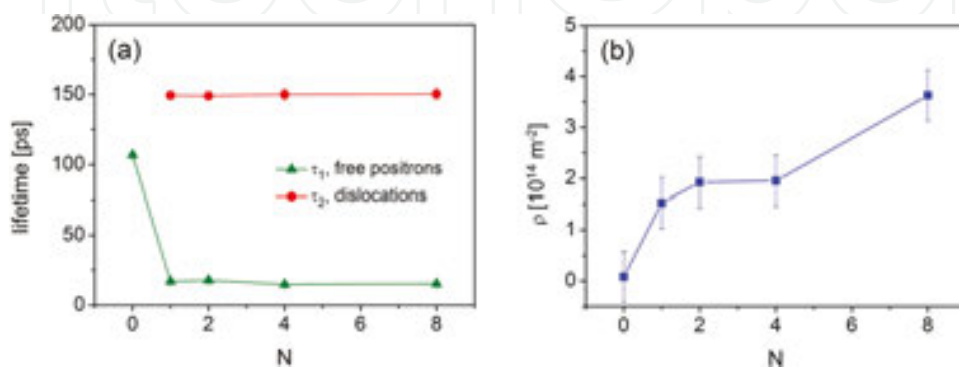 (a)
200
150
100
50
0
lifetime [ps]
τ₁, free positrons
τ₂, dislocations
0 2 4 6 8
N
(b)
5
4
3
2
1
0
ρ [10¹⁴ m⁻²]
0 2 4 6 8
N